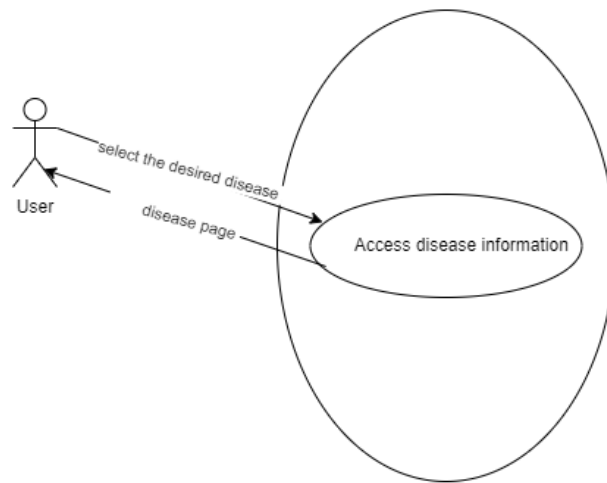 select the desired disease
User
disease page
Access disease information